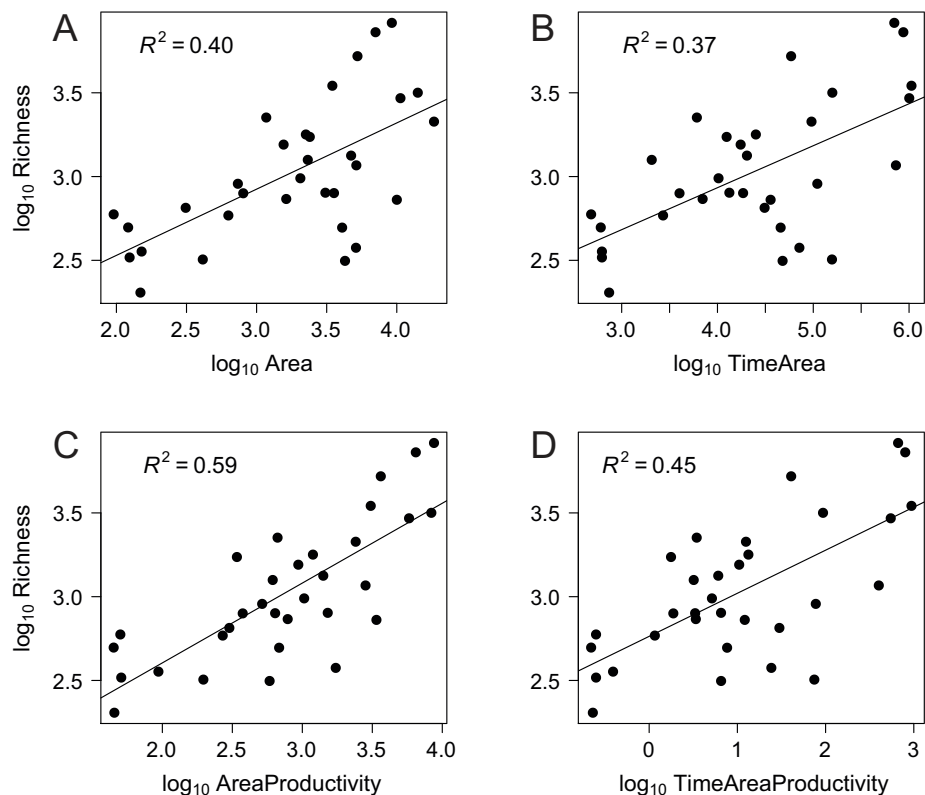 A
R² = 0.40
log₁₀ Richness
3.5
3.0
2.5
2.0 2.5 3.0 3.5 4.0
log₁₀ Area
B
R² = 0.37
3.5
3.0
2.5
3.0 4.0 5.0 6.0
log₁₀ TimeArea
C
R² = 0.59
log₁₀ Richness
3.5
3.0
2.5
2.0 2.5 3.0 3.5 4.0
log₁₀ AreaProductivity
D
R² = 0.45
3.5
3.0
2.5
0 1 2 3
log₁₀ TimeAreaProductivity